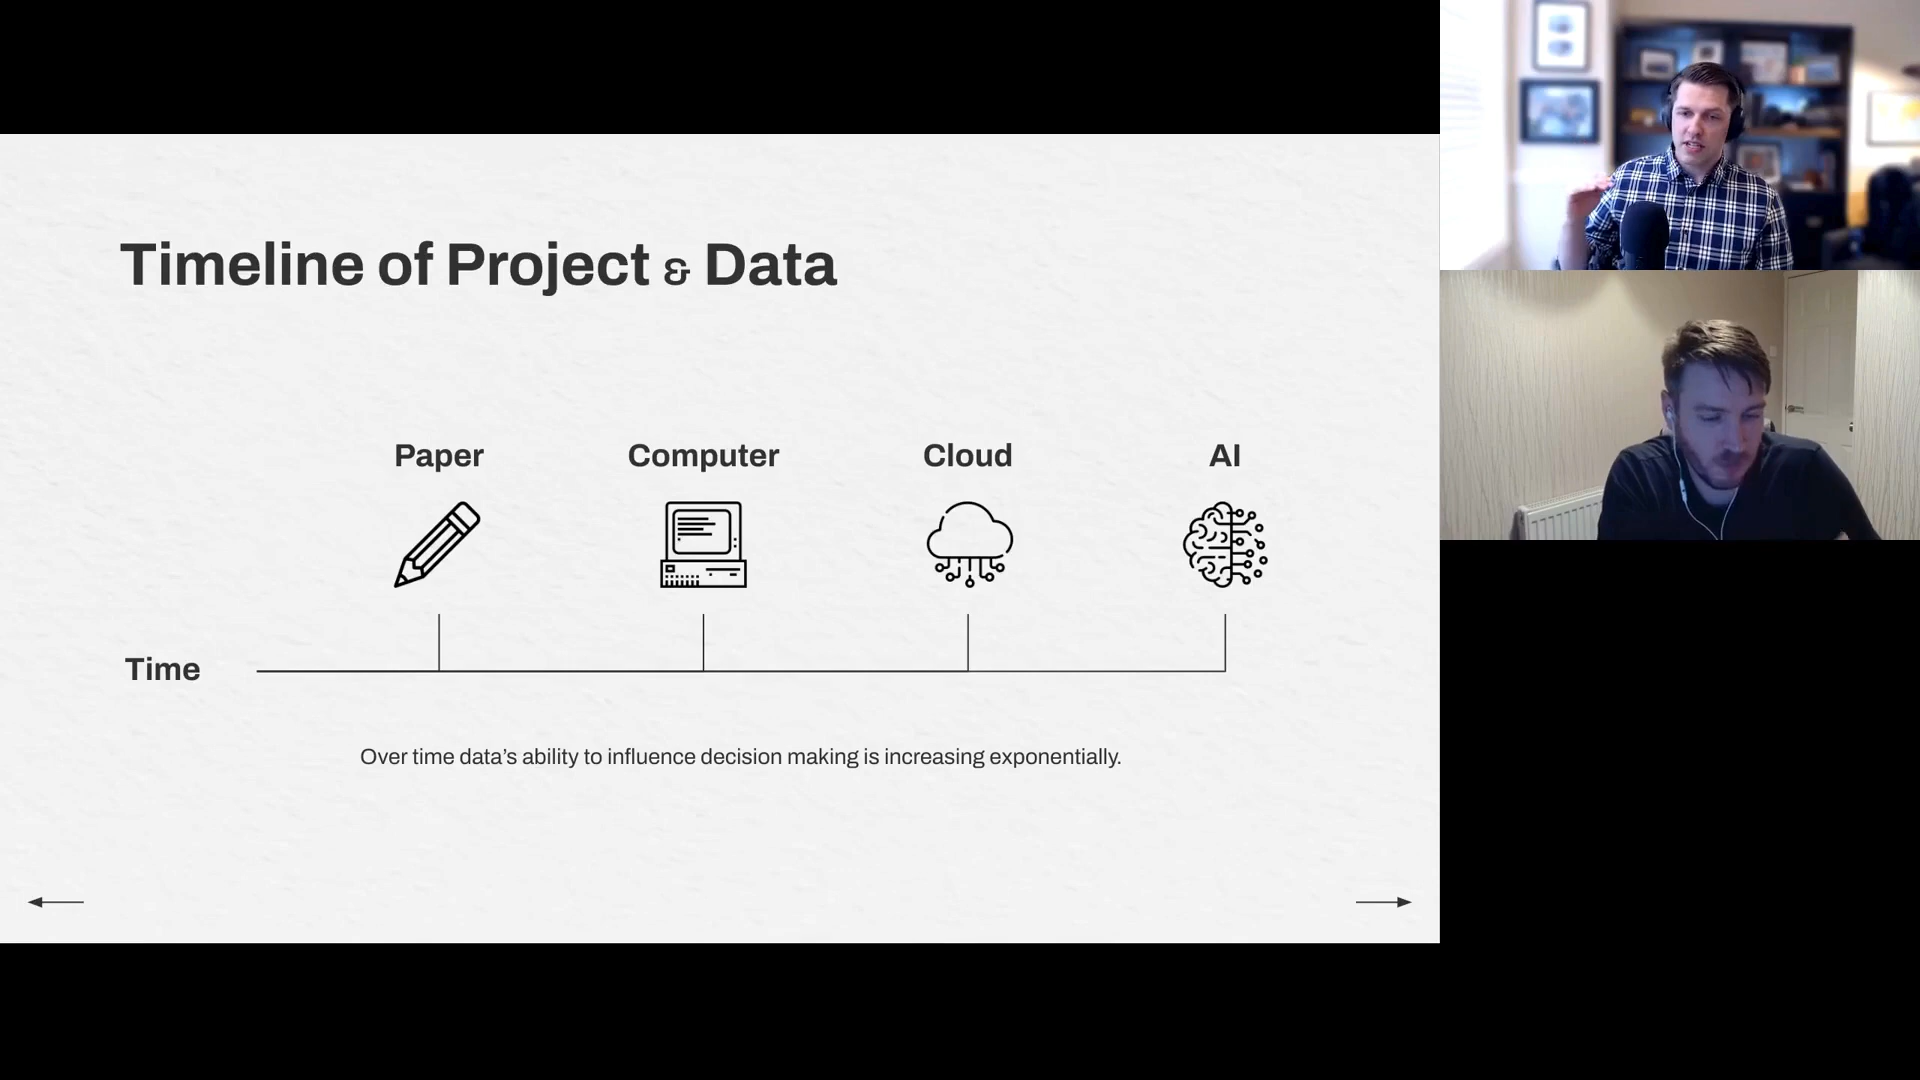 Timeline of Project & Data
Paper
Computer
Cloud
AI
Time
Over time data’s ability to influence decision making is increasing exponentially.